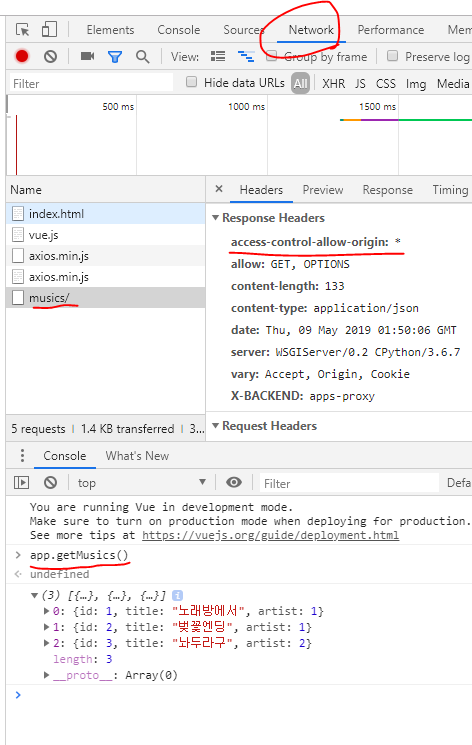 Elements Console Sources Network Performance Mem
View: Group by frame Preserve log
Filter Hide data URLs All XHR JS CSS Img Media
500 ms 1000 ms 1500 ms
Name
index.html
vue.js
axios.min.js
axios.min.js
musics/
5 requests 1.4 KB transferred 3...
× Headers Preview Response Timing
▼ Response Headers
access-control-allow-origin: *
allow: GET, OPTIONS
content-length: 133
content-type: application/json
date: Thu, 09 May 2019 01:50:06 GMT
server: WSGIServer/0.2 CPython/3.6.7
vary: Accept, Origin, Cookie
X-BACKEND: apps-proxy
▼ Request Headers
Console What's New
top ▼ Filter Defa
You are running Vue in development mode.
Make sure to turn on production mode when deploying for production.
See more tips at https://vuejs.org/guide/deployment.html
> app.getMusics()
< undefined
▼ (3) [{…}, {…}, {…}] i
▶ 0: {id: 1, title: "노래방에서", artist: 1}
▶ 1: {id: 2, title: "벚꽃엔딩", artist: 1}
▶ 2: {id: 3, title: "놔두라구", artist: 2}
length: 3
▶ __proto__: Array(0)
>